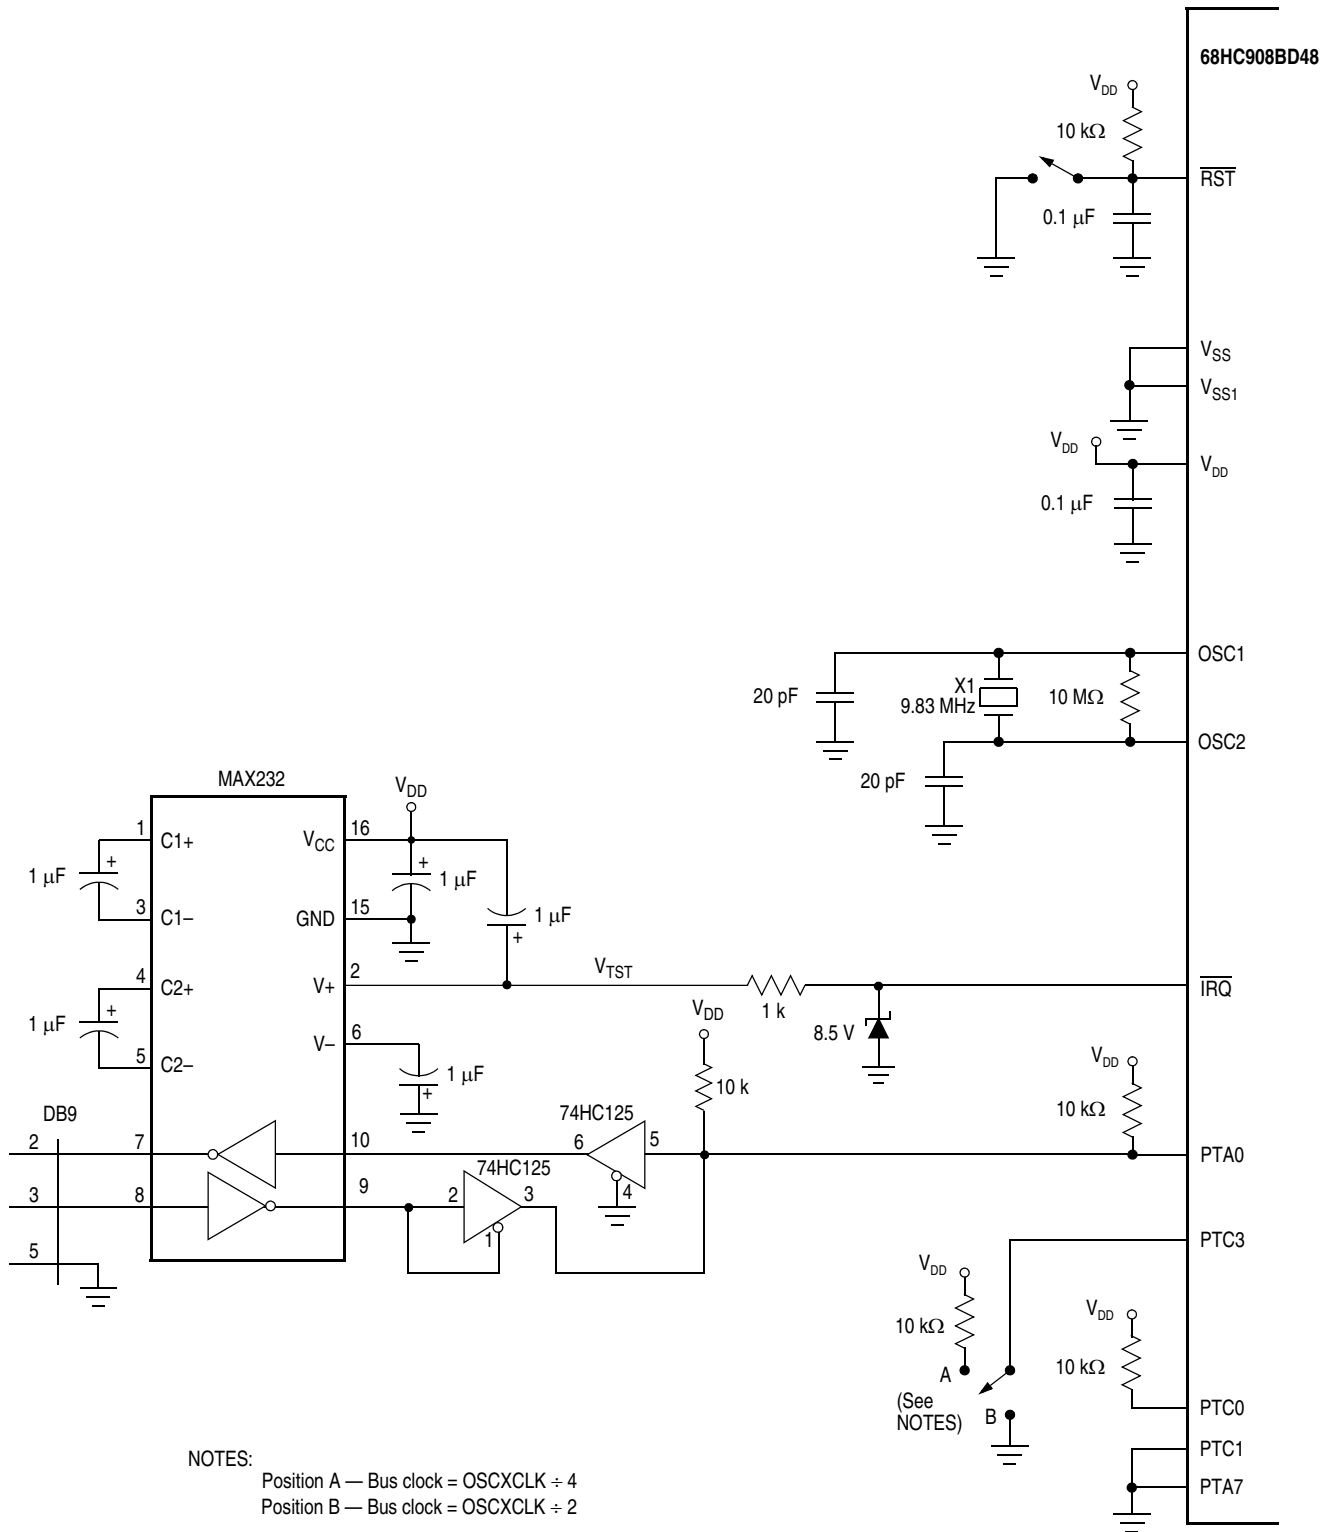 68HC908BD48
VDD
10 kΩ
RST
0.1 µF
VSS
VSS1
VDD
VDD
0.1 µF
OSC1
X1
9.83 MHz
10 MΩ
20 pF
OSC2
20 pF
MAX232
VDD
1
C1+
VCC
16
1 µF
+
+
1 µF
3
C1–
GND
15
1 µF
+
4
C2+
V+
2
VTST
1 k
IRQ
1 µF
+
VDD
8.5 V
5
C2–
V–
6
1 µF
+
10 k
VDD
10 kΩ
DB9
74HC125
2
7
10
6
5
4
PTA0
74HC125
3
8
9
2
3
1
5
PTC3
VDD
10 kΩ
VDD
10 kΩ
A
(See
NOTES)
B
PTC0
PTC1
PTA7
NOTES:
Position A — Bus clock = OSCXCLK ÷ 4
Position B — Bus clock = OSCXCLK ÷ 2